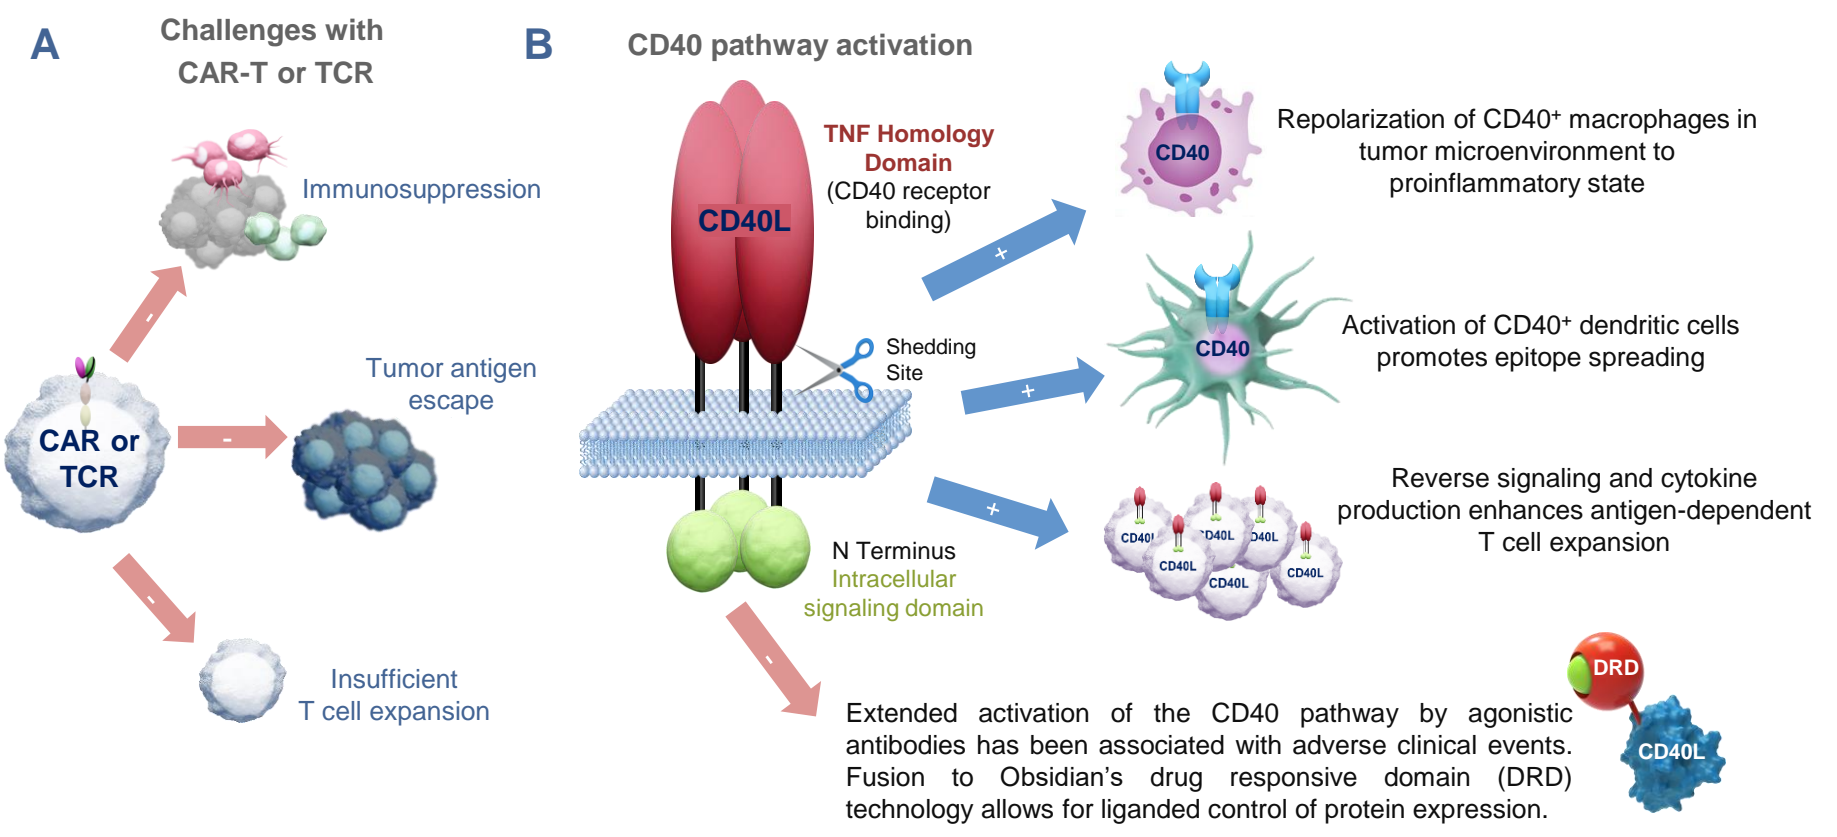 A
Challenges with
CAR-T or TCR
Immunosuppression
Tumor antigen
escape
CAR or
TCR
-
-
-
Insufficient
T cell expansion
B
CD40 pathway activation
TNF Homology
Domain
(CD40 receptor
binding)
CD40L
Shedding
Site
N Terminus
Intracellular
signaling domain
+
+
+
-
CD40
Repolarization of CD40⁺ macrophages in
tumor microenvironment to
proinflammatory state
CD40
Activation of CD40⁺ dendritic cells
promotes epitope spreading
CD40L
CD40L
CD40L
CD40L
CD40L
CD40L
Reverse signaling and cytokine
production enhances antigen-dependent
T cell expansion
Extended activation of the CD40 pathway by agonistic
antibodies has been associated with adverse clinical events.
Fusion to Obsidian's drug responsive domain (DRD)
technology allows for liganded control of protein expression.
DRD
CD40L